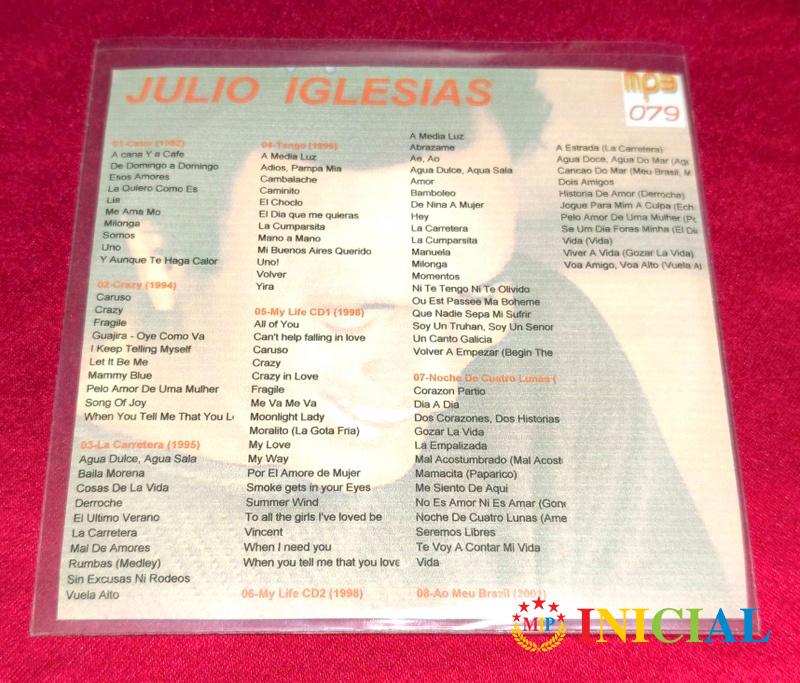 JULIO IGLESIAS
mp3
079
01-Calor (1992)
A cana Y a Cafe
De Domingo a Domingo
Esos Amores
La Quiero Como Es
Lia
Me Ama Mo
Milonga
Somos
Uno
Y Aunque Te Haga Calor
02-Crazy (1994)
Caruso
Crazy
Fragile
Guajira - Oye Como Va
I Keep Telling Myself
Let It Be Me
Mammy Blue
Pelo Amor De Uma Mulher
Song Of Joy
When You Tell Me That You L
03-La Carretera (1995)
Agua Dulce, Agua Sala
Baila Morena
Cosas De La Vida
Derroche
El Ultimo Verano
La Carretera
Mal De Amores
Rumbas (Medley)
Sin Excusas Ni Rodeos
Vuela Alto
04-Tango (1996)
A Media Luz
Adios, Pampa Mia
Cambalache
Caminito
El Choclo
El Dia que me quieras
La Cumparsita
Mano a Mano
Mi Buenos Aires Querido
Uno!
Volver
Yira
05-My Life CD1 (1998)
All of You
Can't help falling in love
Caruso
Crazy
Crazy in Love
Fragile
Me Va Me Va
Moonlight Lady
Moralito (La Gota Fria)
My Love
My Way
Por El Amore de Mujer
Smoke gets in your Eyes
Summer Wind
To all the girls I've loved be
Vincent
When I need you
When you tell me that you love
06-My Life CD2 (1998)
A Media Luz
Abrazame
Ae, Ao
Agua Dulce, Aqua Sala
Amor
Bamboleo
De Nina A Mujer
Hey
La Carretera
La Cumparsita
Manuela
Milonga
Momentos
Ni Te Tengo Ni Te Olvido
Ou Est Passee Ma Boheme
Que Nadie Sepa Mi Sufrir
Soy Un Truhan, Soy Un Senor
Un Canto Galicia
Volver A Empezar (Begin The
07-Noche De Cuatro Lunas (
Corazon Partio
Dia A Dia
Dos Corazones, Dos Historias
Gozar La Vida
La Empalizada
Mal Acostumbrado (Mal Acost
Mamacita (Paparico)
Me Siento De Aqui
No Es Amor Ni Es Amar (Gone
Noche De Cuatro Lunas (Ame
Seremos Libres
Te Voy A Contar Mi Vida
Vida
08-Ao Meu Brazil (2001)
A Estrada (La Carretera)
Agua Doce, Agua Do Mar (Agu
Cancao Do Mar (Meu Brasil, M
Dois Amigos
Historia De Amor (Derroche)
Jogue Para Mim A Culpa (Ech
Pelo Amor De Uma Mulher (Po
Se Um Dia Fores Minha (El Di
Vida (Vida)
Viver A Vida (Gozar La Vida)
Voa Amigo, Voa Alto (Vuela A
MIP
INICIAL